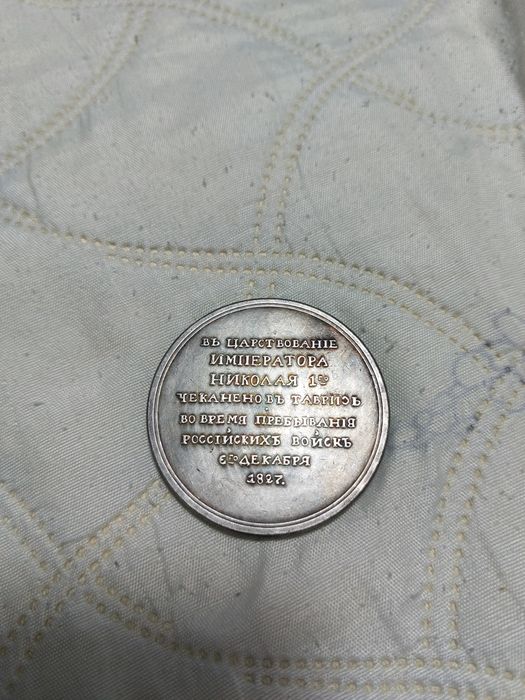 ВЪ ЦАРСТВОВАНІЕ
ИМПЕРАТОРА
НИКОЛАЯ 1го
ЧЕКАНЕНО ВЪ ТАВРИЗѢ
ВО ВРЕМЯ ПРЕБЫВАНІЯ
РОССІЙСКИХЪ ВОЙСКЪ
6го ДЕКАБРЯ
1827.